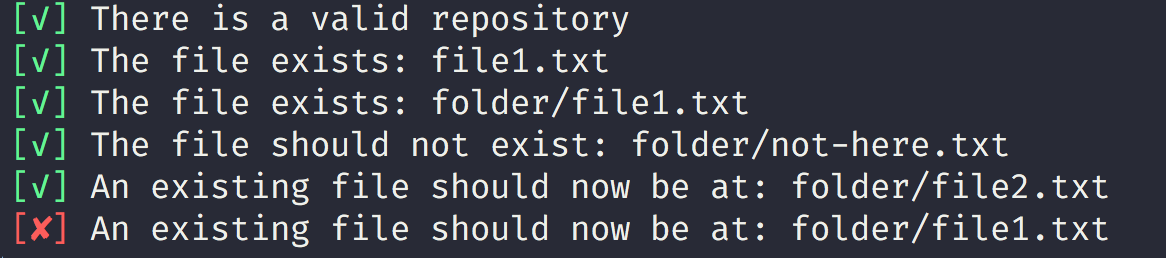 [√] There is a valid repository
[√] The file exists: file1.txt
[√] The file exists: folder/file1.txt
[√] The file should not exist: folder/not-here.txt
[√] An existing file should now be at: folder/file2.txt
[✘] An existing file should now be at: folder/file1.txt